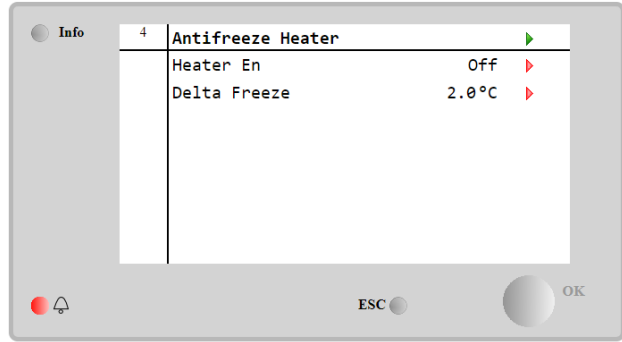 Info
4 Antifreeze Heater
Heater En Off
Delta Freeze 2.0°C
ESC
OK